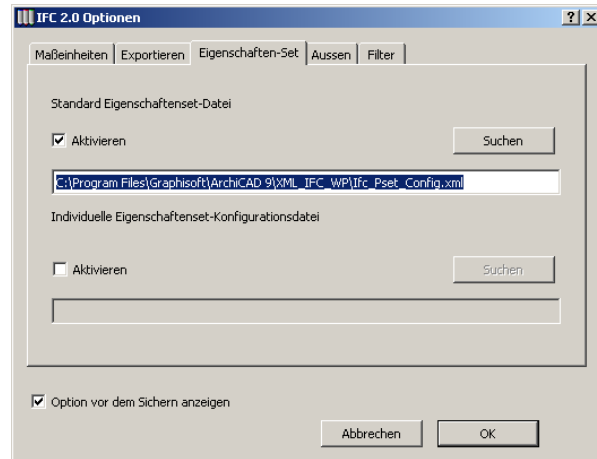 IFC 2.0 Optionen
Maßeinheiten Exportieren Eigenschaften-Set Aussen Filter
Standard Eigenschaftenset-Datei
Aktivieren Suchen
C:\Program Files\Graphisoft\ArchiCAD 9\XML_IFC_WP\Ifc_Pset_Config.xml
Individuelle Eigenschaftenset-Konfigurationsdatei
Aktivieren Suchen
Option vor dem Sichern anzeigen
Abbrechen OK